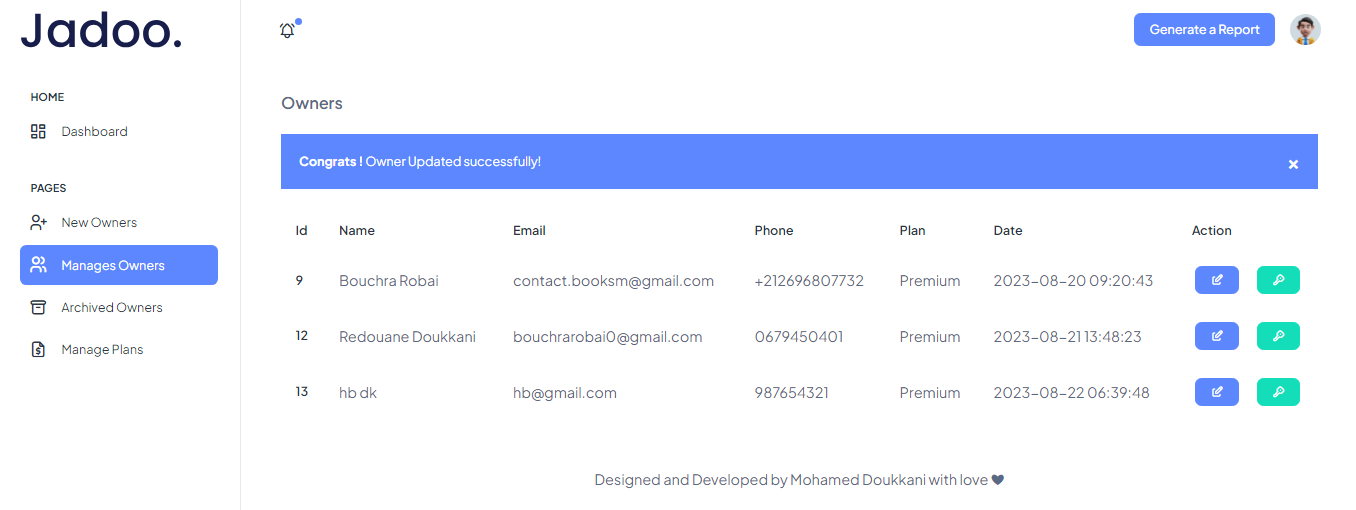 Jadoo.
Generate a Report
HOME
Dashboard
PAGES
New Owners
Manages Owners
Archived Owners
Manage Plans
Owners
Congrats ! Owner Updated successfully!
Id Name Email Phone Plan Date Action
9 Bouchra Robai contact.booksm@gmail.com +212696807732 Premium 2023-08-20 09:20:43
12 Redouane Doukkani bouchrarobai0@gmail.com 0679450401 Premium 2023-08-21 13:48:23
13 hb dk hb@gmail.com 987654321 Premium 2023-08-22 06:39:48
Designed and Developed by Mohamed Doukkani with love